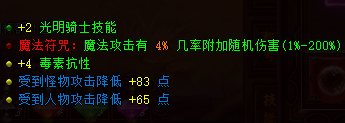 +2 光明骑士技能
魔法符咒: 魔法攻击有 4% 几率附加随机伤害(1%-200%)
+4 毒素抗性
受到怪物攻击降低 +83 点
受到人物攻击降低 +65 点